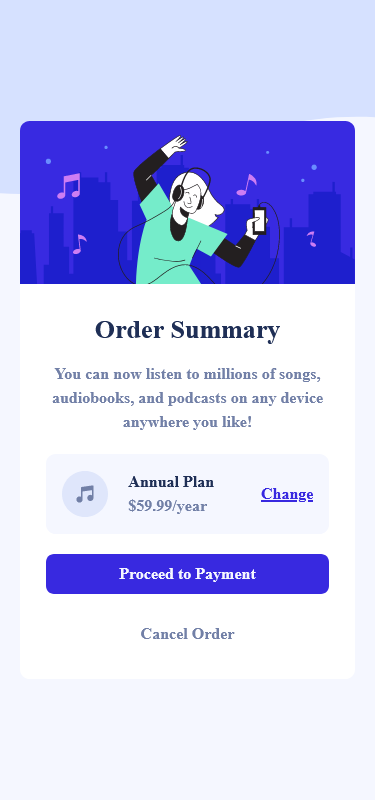 Order Summary
You can now listen to millions of songs,
audiobooks, and podcasts on any device
anywhere you like!
Annual Plan
$59.99/year
Change
Proceed to Payment
Cancel Order